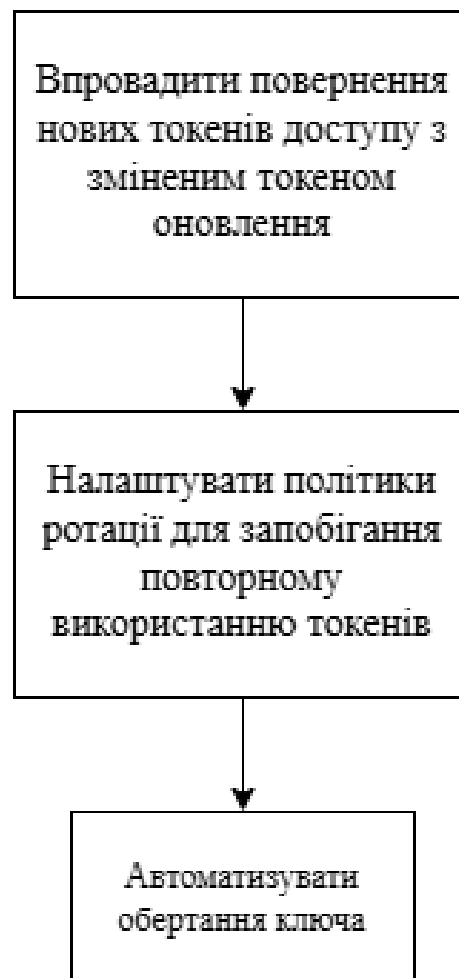 Впровадити повернення
нових токенів доступу з
зміненим токеном
оновлення
Налаштувати політики
ротації для запобігання
повторному
використанню токенів
Автоматизувати
обертання ключа